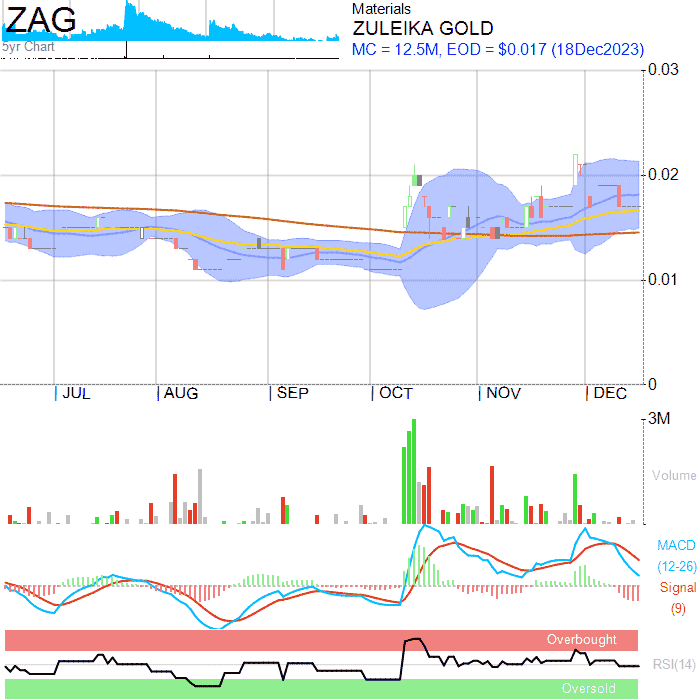 ZAG
5yr Chart
Materials
ZULEIKA GOLD
MC = 12.5M, EOD = $0.017 (18Dec2023)
0.03
0.02
0.01
0
JUL AUG SEP OCT NOV DEC
3M
Volume
MACD
(12-26)
Signal
(9)
Overbought
RSI(14)
Oversold